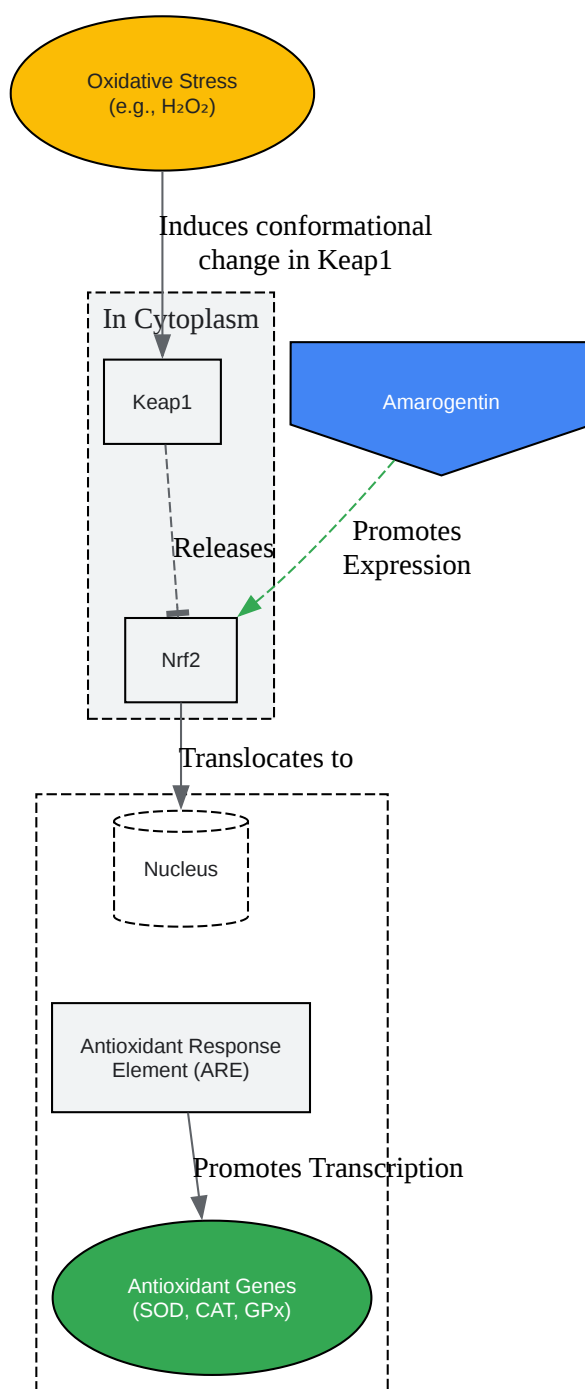 Oxidative Stress
(e.g., H₂O₂)
Induces conformational
change in Keap1
In Cytoplasm
Keap1
Amarogentin
Releases
Promotes
Expression
Nrf2
Translocates to
Nucleus
Antioxidant Response
Element (ARE)
Promotes Transcription
Antioxidant Genes
(SOD, CAT, GPx)